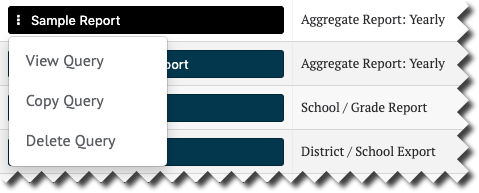 Sample Report
Aggregate Report: Yearly
View Query
port
Aggregate Report: Yearly
Copy Query
School / Grade Report
Delete Query
District / School Export